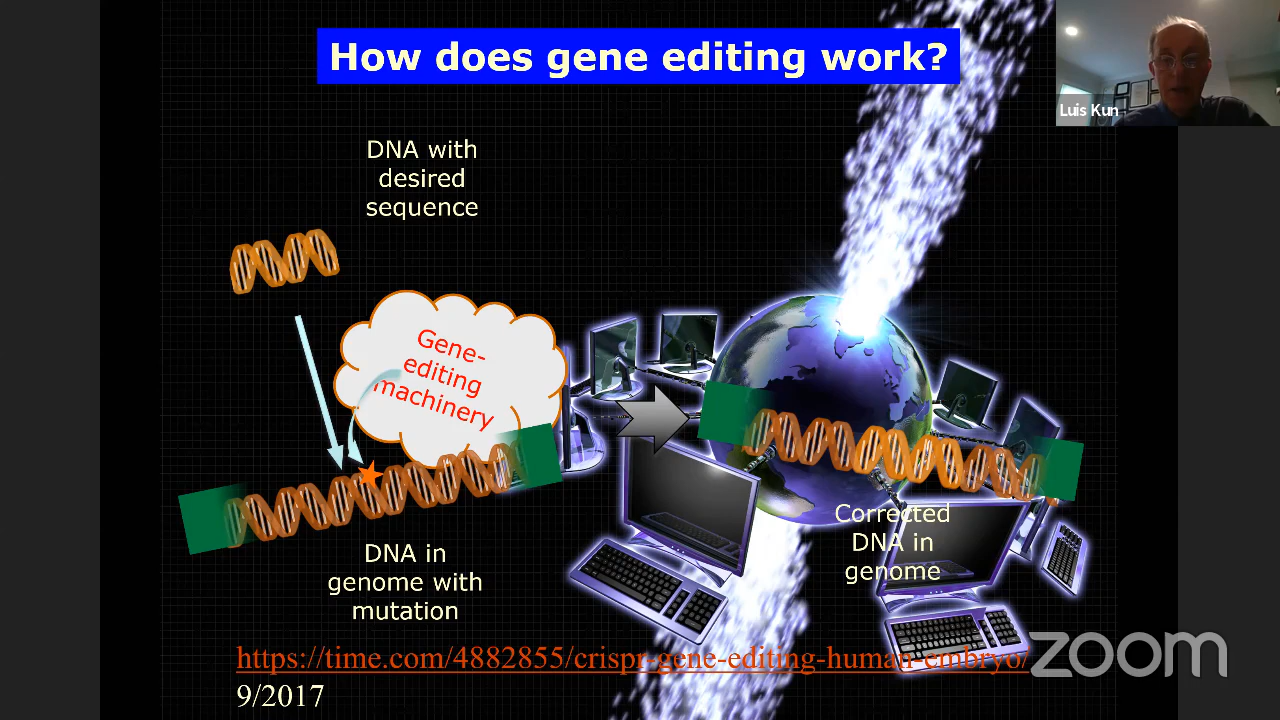 How does gene editing work?
Luis Kun
DNA with
desired
sequence
Gene-
editing
machinery
DNA in
genome with
mutation
Corrected
DNA in
genome
https://time.com/4882855/crispr-gene-editing-human-embryo/
9/2017
zoom